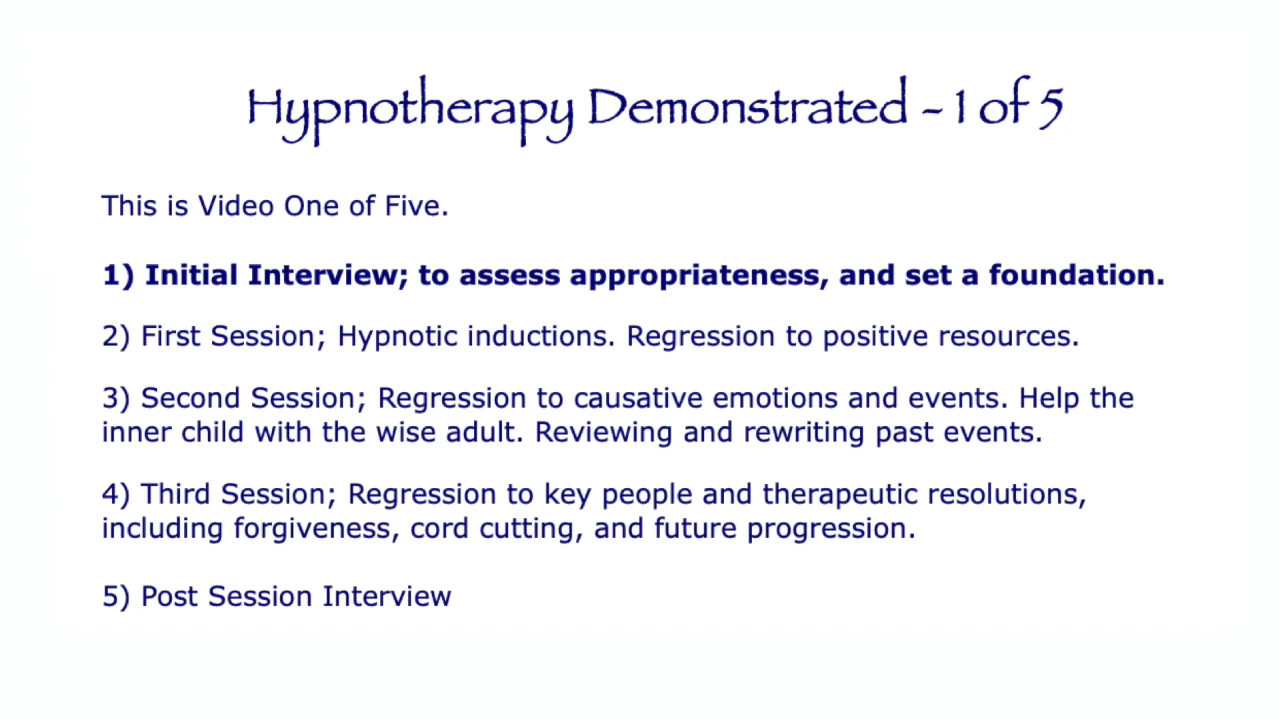 Hypnotherapy Demonstrated - 1 of 5
This is Video One of Five.
1) Initial Interview; to assess appropriateness, and set a foundation.
2) First Session; Hypnotic inductions. Regression to positive resources.
3) Second Session; Regression to causative emotions and events. Help the
inner child with the wise adult. Reviewing and rewriting past events.
4) Third Session; Regression to key people and therapeutic resolutions,
including forgiveness, cord cutting, and future progression.
5) Post Session Interview